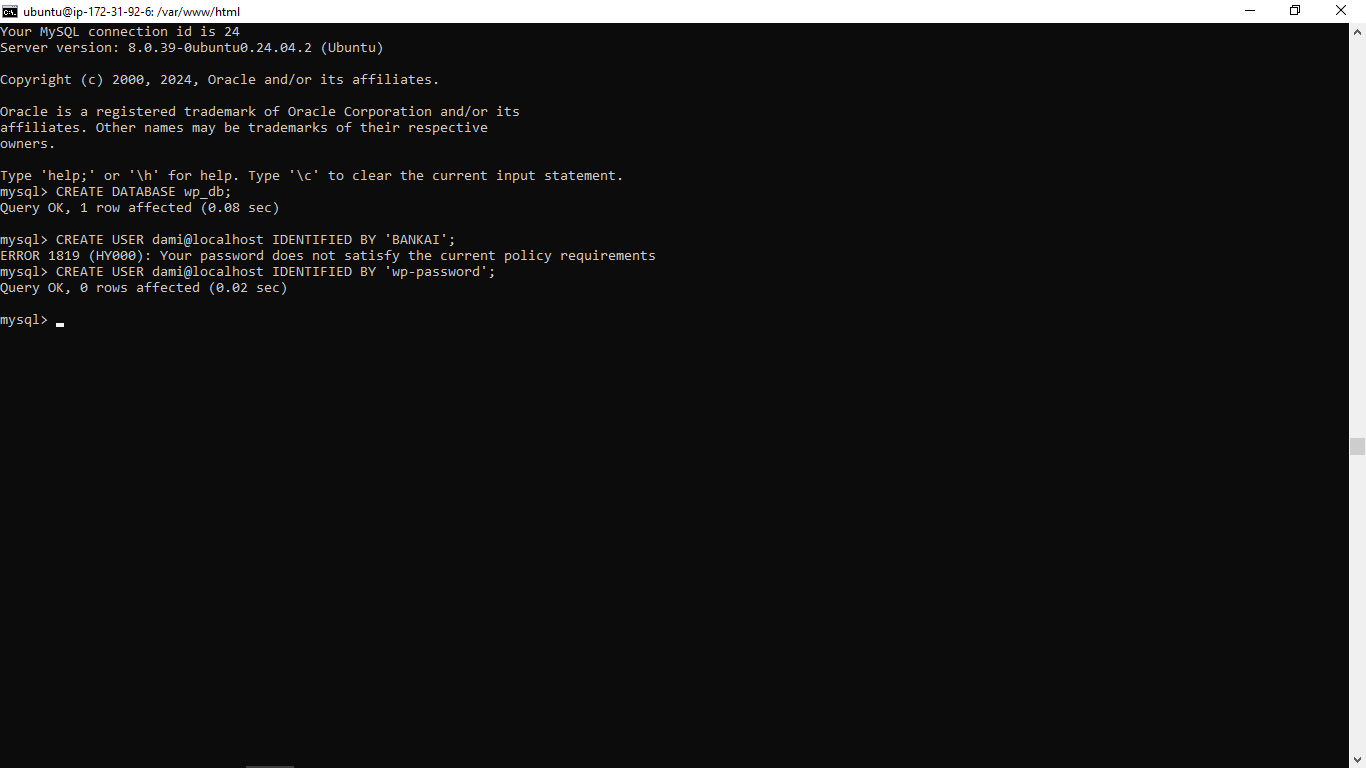 ubuntu@ip-172-31-92-6: /var/www/html
Your MySQL connection id is 24
Server version: 8.0.39-0ubuntu0.24.04.2 (Ubuntu)
Copyright (c) 2000, 2024, Oracle and/or its affiliates.
Oracle is a registered trademark of Oracle Corporation and/or its
affiliates. Other names may be trademarks of their respective
owners.
Type 'help;' or '\h' for help. Type '\c' to clear the current input statement.
mysql> CREATE DATABASE wp_db;
Query OK, 1 row affected (0.08 sec)
mysql> CREATE USER dami@localhost IDENTIFIED BY 'BANKAI';
ERROR 1819 (HY000): Your password does not satisfy the current policy requirements
mysql> CREATE USER dami@localhost IDENTIFIED BY 'wp-password';
Query OK, 0 rows affected (0.02 sec)
mysql>